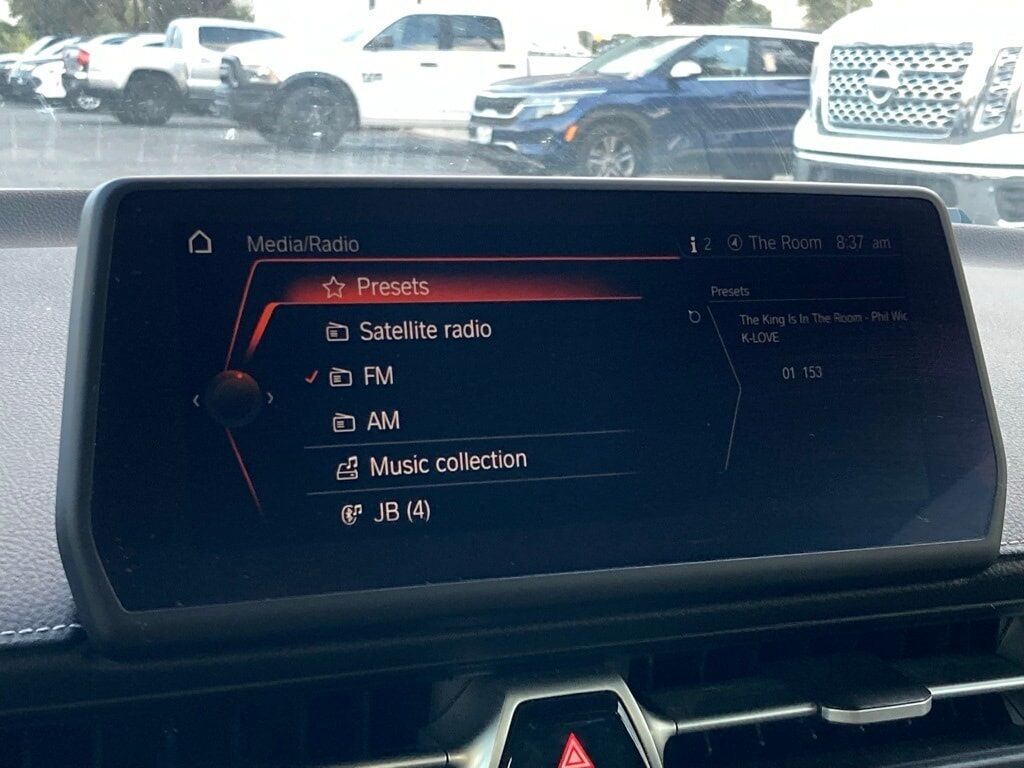 Media/Radio
i 2 The Room 8:37 am
Presets
Satellite radio
FM
AM
Music collection
JB (4)
Presets
The King Is In The Room - Phil Wic
K-LOVE
01 153